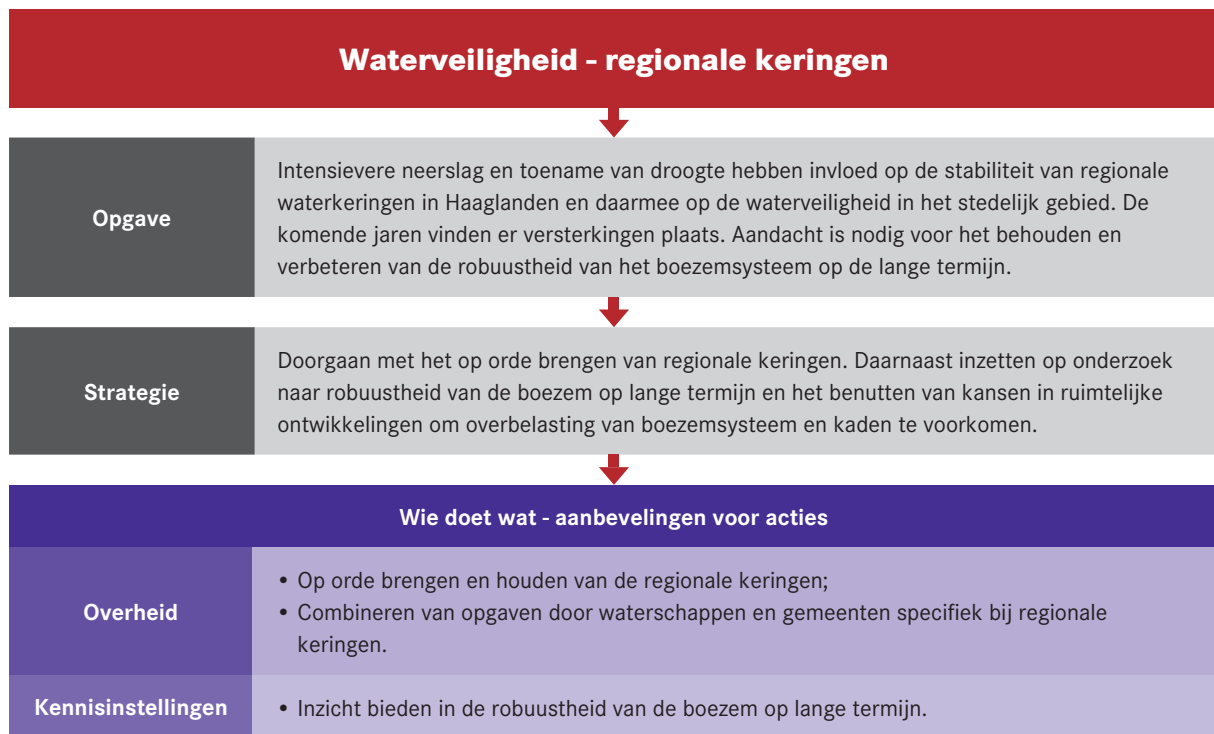 Waterveiligheid - regionale keringen
Opgave
Intensievere neerslag en toename van droogte hebben invloed op de stabiliteit van regionale
waterkeringen in Haaglanden en daarmee op de waterveiligheid in het stedelijk gebied. De
komende jaren vinden er versterkingen plaats. Aandacht is nodig voor het behouden en
verbeteren van de robuustheid van het boezemsysteem op de lange termijn.
Strategie
Doorgaan met het op orde brengen van regionale keringen. Daarnaast inzetten op onderzoek
naar robuustheid van de boezem op lange termijn en het benutten van kansen in ruimtelijke
ontwikkelingen om overbelasting van boezemsysteem en kaden te voorkomen.
Wie doet wat - aanbevelingen voor acties
Overheid
• Op orde brengen en houden van de regionale keringen;
• Combineren van opgaven door waterschappen en gemeenten specifiek bij regionale
keringen.
Kennisinstellingen
• Inzicht bieden in de robuustheid van de boezem op lange termijn.